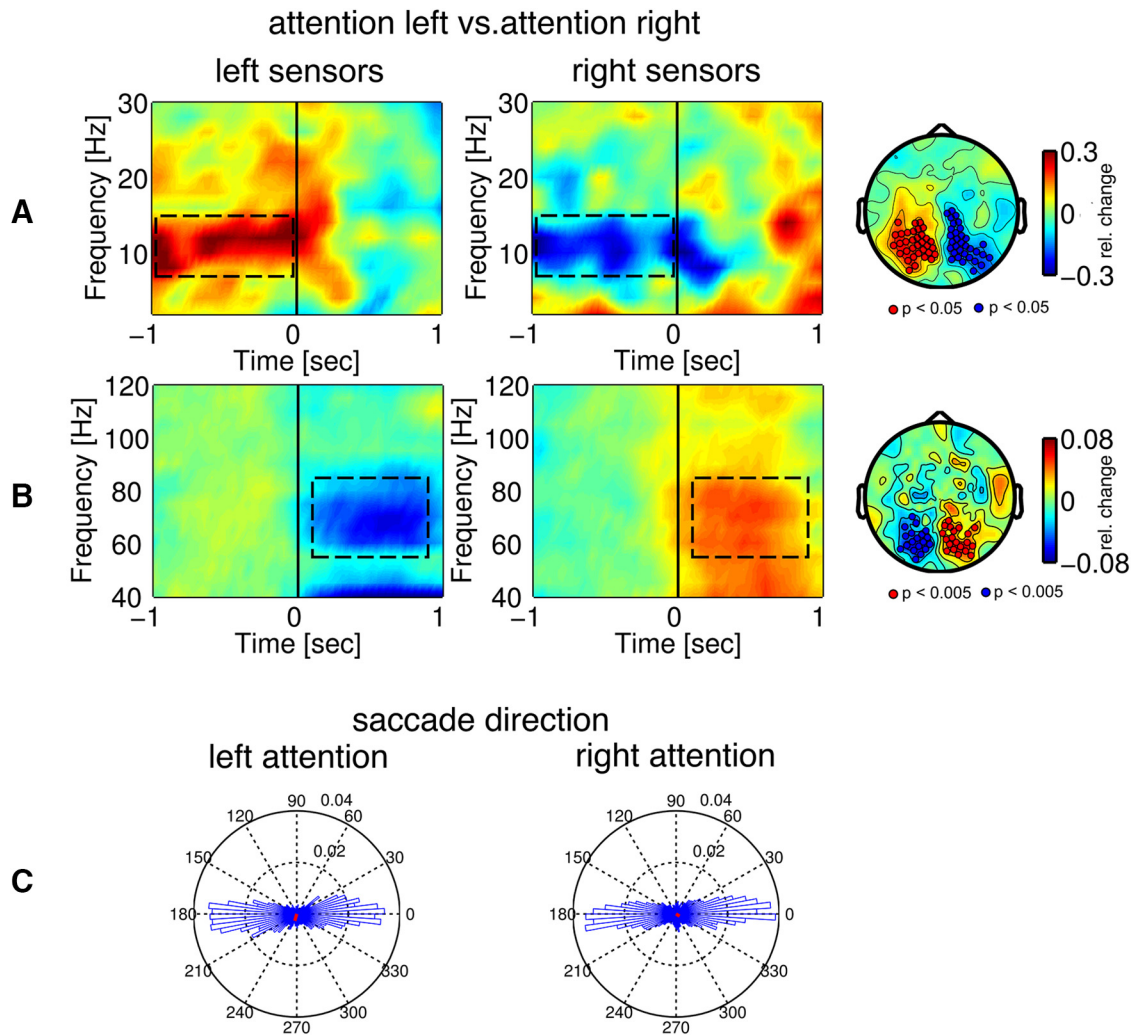 attention left vs.attention right
left sensors
right sensors
A
Frequency [Hz]
30
20
10
−1
0
1
Time [sec]
Frequency [Hz]
30
20
10
−1
0
1
Time [sec]
0.3
0
−0.3
rel. change
p < 0.05
p < 0.05
B
Frequency [Hz]
120
100
80
60
40
−1
0
1
Time [sec]
Frequency [Hz]
120
100
80
60
40
−1
0
1
Time [sec]
0.08
0
−0.08
rel. change
p < 0.005
p < 0.005
saccade direction
left attention
right attention
C
90
0.04
120
60
0.02
150
30
180
0
210
330
240
300
270
90
0.04
120
60
0.02
150
30
180
0
210
330
240
300
270